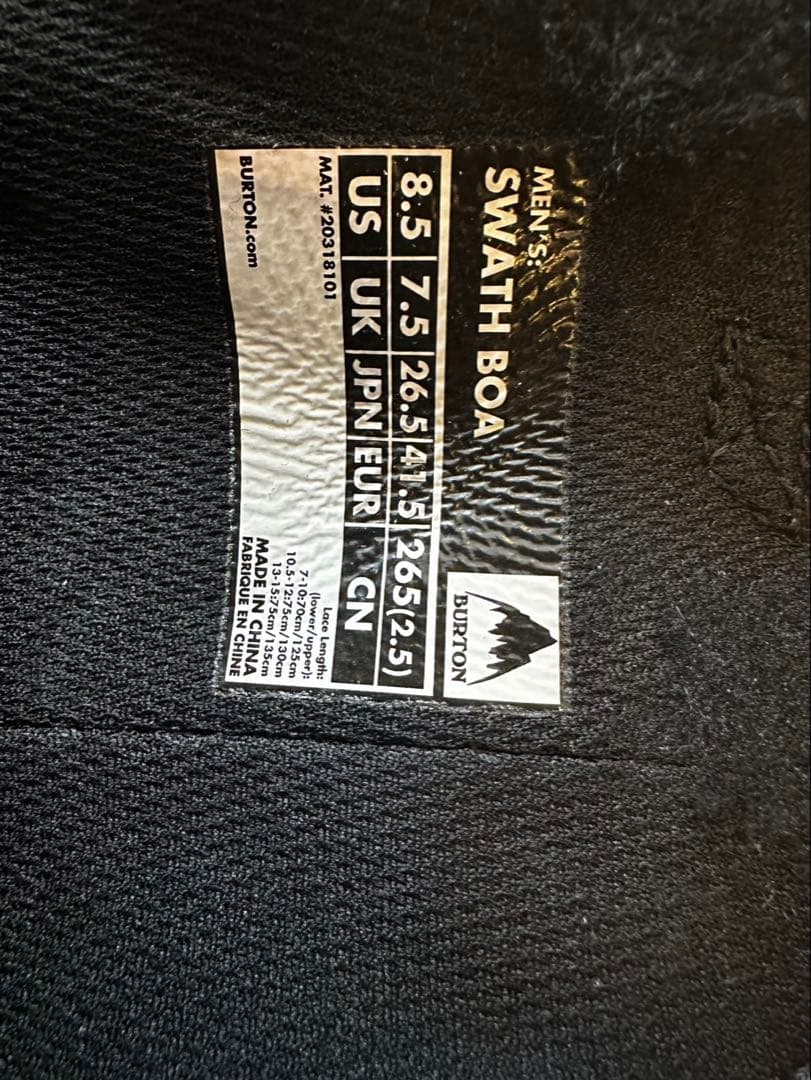 MEN'S:
SWATH BOA
BURTON
8.5 7.5 26.5 41.5 265(2.5)
US UK JPN EUR CN
MAT. #20318101
Lace Length:
(lower/upper):
7-10:70cm/125cm
10.5-12:75cm/130cm
13-15:75cm/135cm
BURTON.com
MADE IN CHINA
FABRIQUE EN CHINE